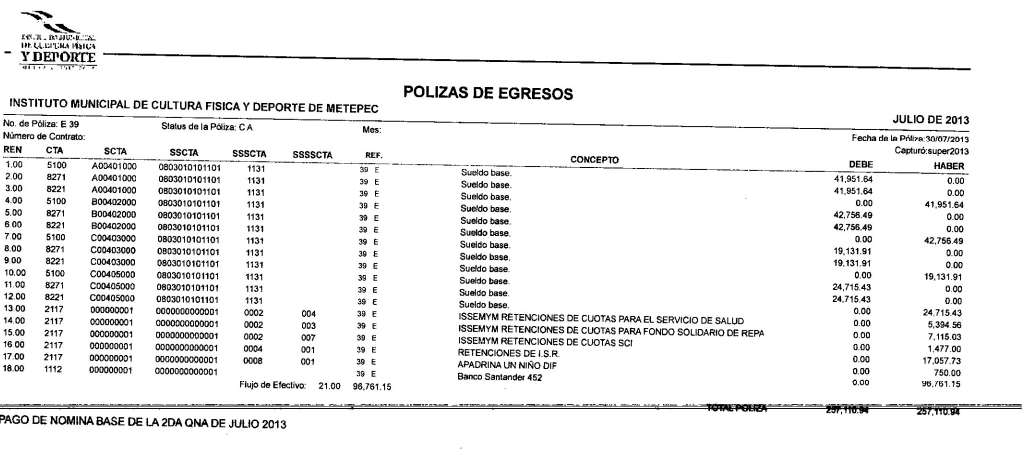 DE CULTURA FISICA
Y DEPORTE
POLIZAS DE EGRESOS
INSTITUTO MUNICIPAL DE CULTURA FISICA Y DEPORTE DE METEPEC
JULIO DE 2013
No. de Póliza: E 39 Status de la Póliza: C A Mes: Fecha de la Póliza:30/07/2013
Número de Contrato: Capturó:super2013
REN CTA SCTA SSCTA SSSCTA SSSSCTA REF. CONCEPTO DEBE HABER
1.00 5100 A00401000 0803010101101 1131 39 E Sueldo base. 41,951.64 0.00
2.00 8271 A00401000 0803010101101 1131 39 E Sueldo base. 41,951.64 0.00
3.00 8221 A00401000 0803010101101 1131 39 E Sueldo base. 0.00 41,951.64
4.00 5100 B00402000 0803010101101 1131 39 E Sueldo base. 42,756.49 0.00
5.00 8271 B00402000 0803010101101 1131 39 E Sueldo base. 42,756.49 0.00
6.00 8221 B00402000 0803010101101 1131 39 E Sueldo base. 0.00 42,756.49
7.00 5100 C00403000 0803010101101 1131 39 E Sueldo base. 19,131.91 0.00
8.00 8271 C00403000 0803010101101 1131 39 E Sueldo base. 19,131.91 0.00
9.00 8221 C00403000 0803010101101 1131 39 E Sueldo base. 0.00 19,131.91
10.00 5100 C00405000 0803010101101 1131 39 E Sueldo base. 24,715.43 0.00
11.00 8271 C00405000 0803010101101 1131 39 E Sueldo base. 24,715.43 0.00
12.00 8221 C00405000 0803010101101 1131 39 E Sueldo base. 0.00 24,715.43
13.00 2117 000000001 0000000000001 0002 004 39 E ISSEMYM RETENCIONES DE CUOTAS PARA EL SERVICIO DE SALUD 0.00 5,394.56
14.00 2117 000000001 0000000000001 0002 003 39 E ISSEMYM RETENCIONES DE CUOTAS PARA FONDO SOLIDARIO DE REPA 0.00 7,115.03
15.00 2117 000000001 0000000000001 0002 007 39 E ISSEMYM RETENCIONES DE CUOTAS SCI 0.00 1,477.00
16.00 2117 000000001 0000000000001 0004 001 39 E RETENCIONES DE I.S.R. 0.00 17,057.73
17.00 2117 000000001 0000000000001 0008 001 39 E APADRINA UN NIÑO DIF 0.00 750.00
18.00 1112 000000001 0000000000001 39 E Banco Santander 452 0.00 96,761.15
Flujo de Efectivo: 21.00 96,761.15
TOTAL POLIZA 257,110.94 257,110.94
PAGO DE NOMINA BASE DE LA 2DA QNA DE JULIO 2013